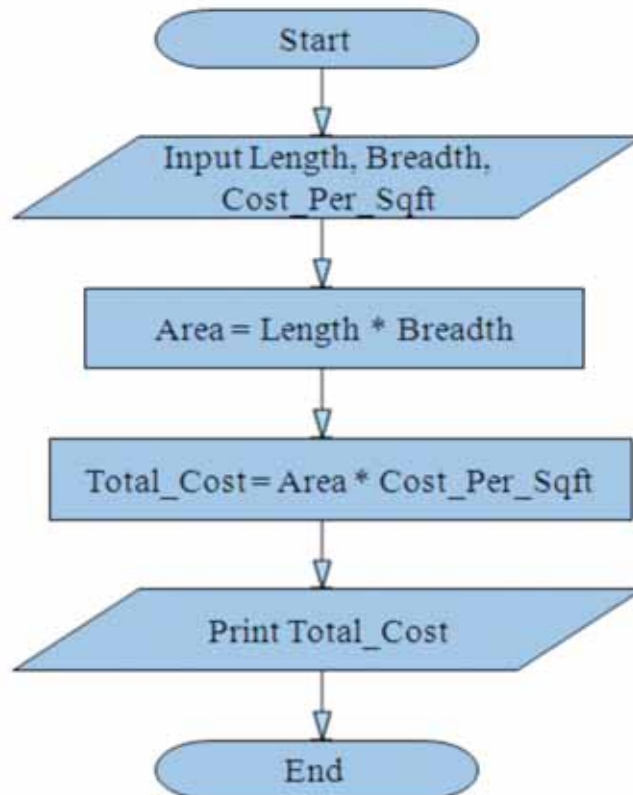 Start
Input Length, Breadth,
Cost_Per_Sqft
Area = Length * Breadth
Total_Cost = Area * Cost_Per_Sqft
Print Total_Cost
End